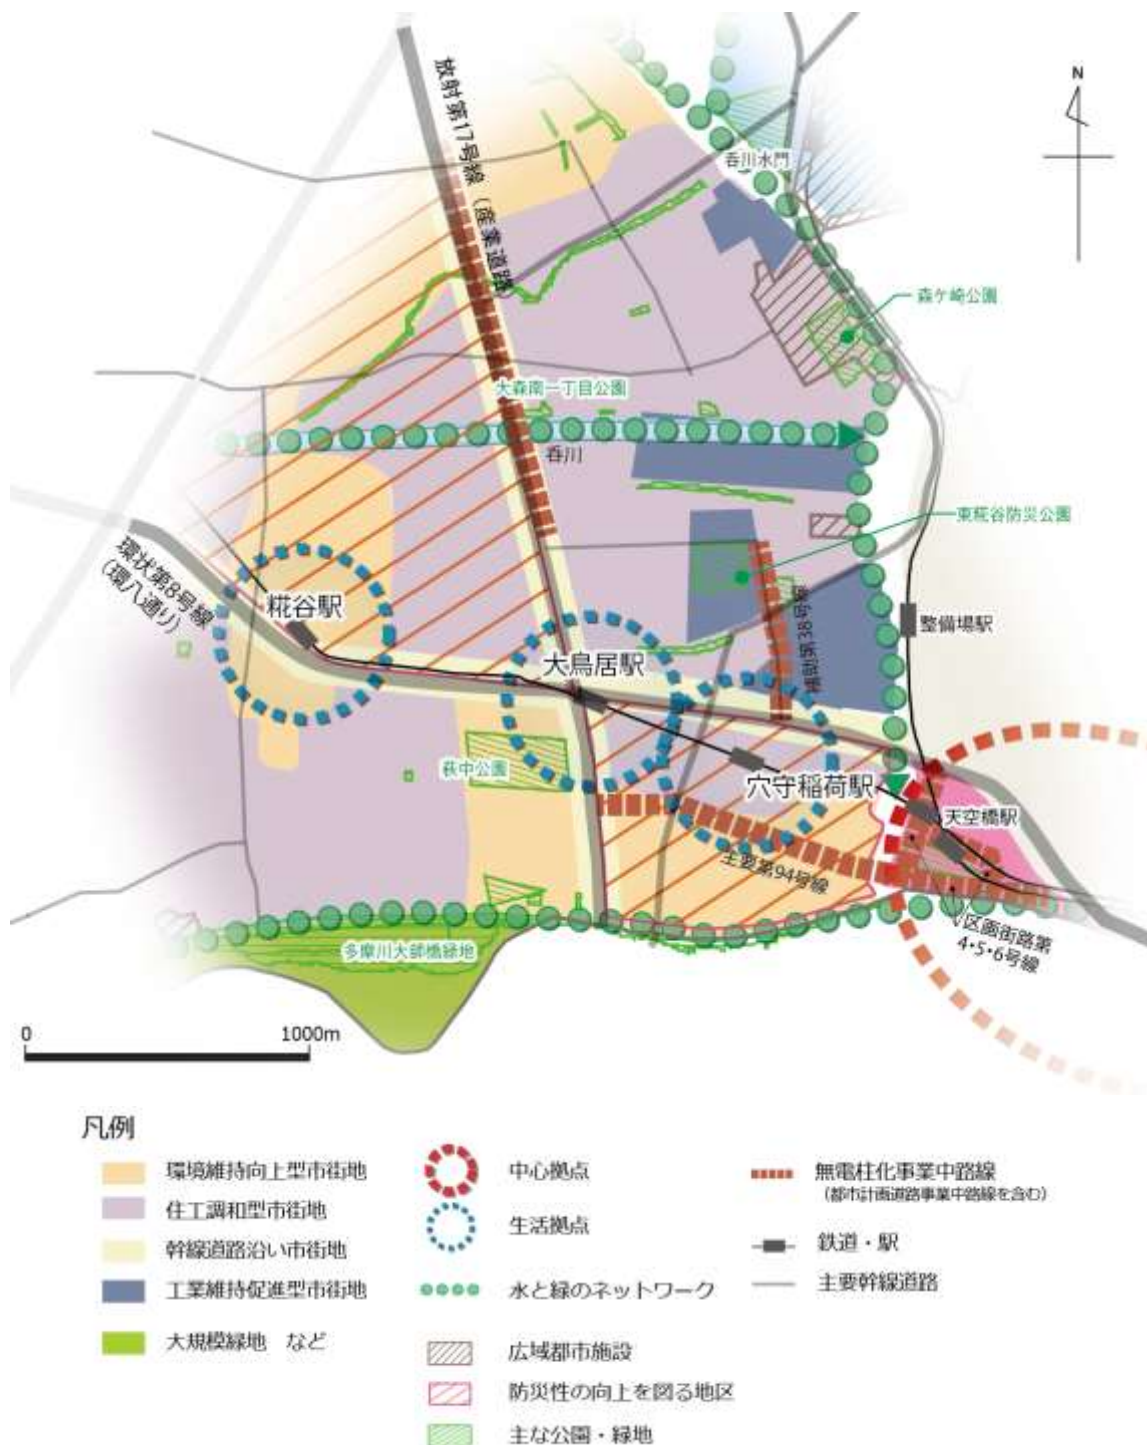 放射第17号線（産業道路）
N
呑川水門
森ケ崎公園
大森南一丁目公園
呑川
東糀谷防災公園
環状第8号線
（環八通り）
糀谷駅
大鳥居駅
補助第38号線
整備場駅
萩中公園
穴守稲荷駅
天空橋駅
主要第94号線
区画街路第
4・5・6号線
多摩川大師橋緑地
0
1000m
凡例
環境維持向上型市街地
住工調和型市街地
幹線道路沿い市街地
工業維持促進型市街地
大規模緑地　など
中心拠点
生活拠点
水と緑のネットワーク
広域都市施設
防災性の向上を図る地区
主な公園・緑地
無電柱化事業中路線
（都市計画道路事業中路線を含む）
鉄道・駅
主要幹線道路